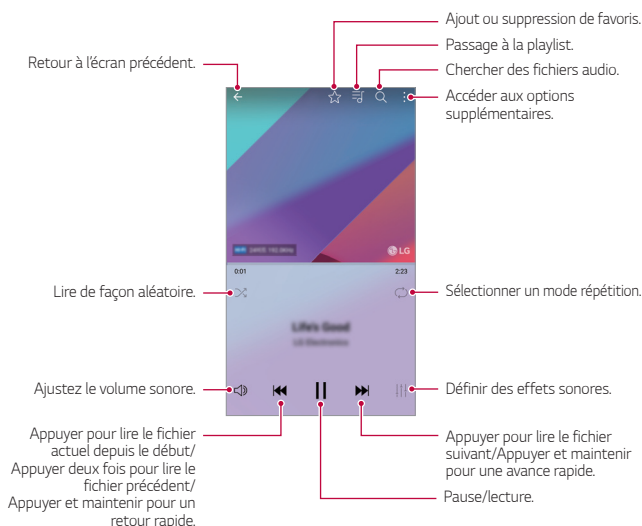 Ajout ou suppression de favoris.
Passage à la playlist.
Retour à l'écran précédent.
Chercher des fichiers audio.
Accéder aux options
supplémentaires.
LG
0:01
2:23
Lire de façon aléatoire.
Sélectionner un mode répétition.
Life's Good
LG Electronics
Ajustez le volume sonore.
Définir des effets sonores.
Appuyer pour lire le fichier
actuel depuis le début/
Appuyer deux fois pour lire le
fichier précédent/
Appuyer et maintenir pour un
retour rapide.
Appuyer pour lire le fichier
suivant/Appuyer et maintenir
pour une avance rapide.
Pause/lecture.